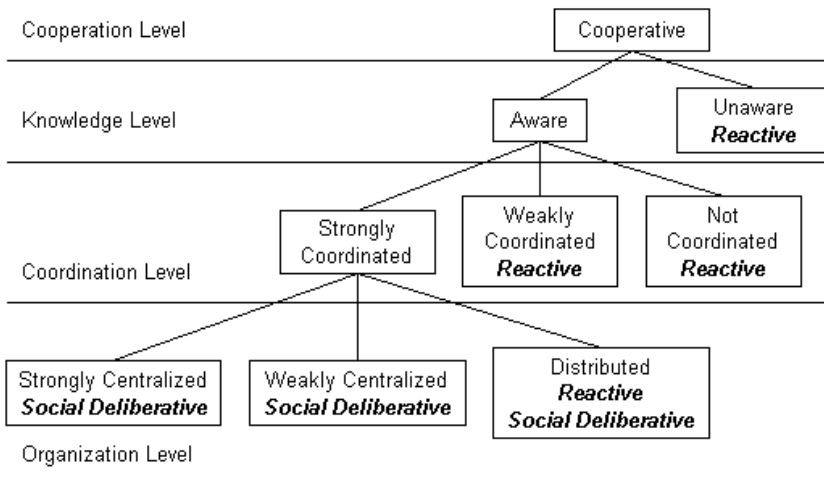 Cooperation Level
Cooperative
Knowledge Level
Aware
Unaware
Reactive
Coordination Level
Strongly
Coordinated
Weakly
Coordinated
Reactive
Not
Coordinated
Reactive
Strongly Centralized
Social Deliberative
Weakly Centralized
Social Deliberative
Distributed
Reactive
Social Deliberative
Organization Level